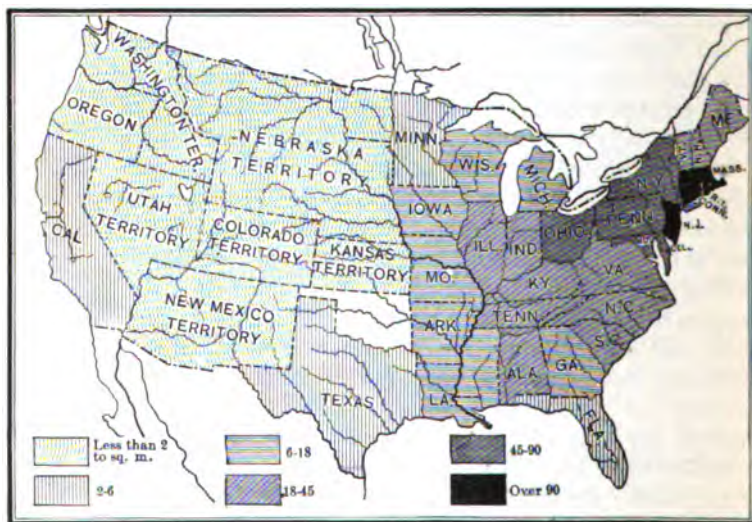 WASHINGTON TER.
OREGON
NEBRASKA
TERRITORY
MINN
WIS.
MICH
ME.
N.Y.
MASS.
IOWA
UTAH
TERRITORY
CAL
COLORADO
TERRITORY
KANSAS
TERRITORY
ILL
IND
OHIO
PENN
N.J.
DEL.
MO.
KY
VA
NEW MEXICO
TERRITORY
ARK
TENN
N.C.
S.C.
TEXAS
LA.
ALA
GA.
FLA
Less than 2
to sq. m.
6-18
45-90
2-6
18-45
Over 90